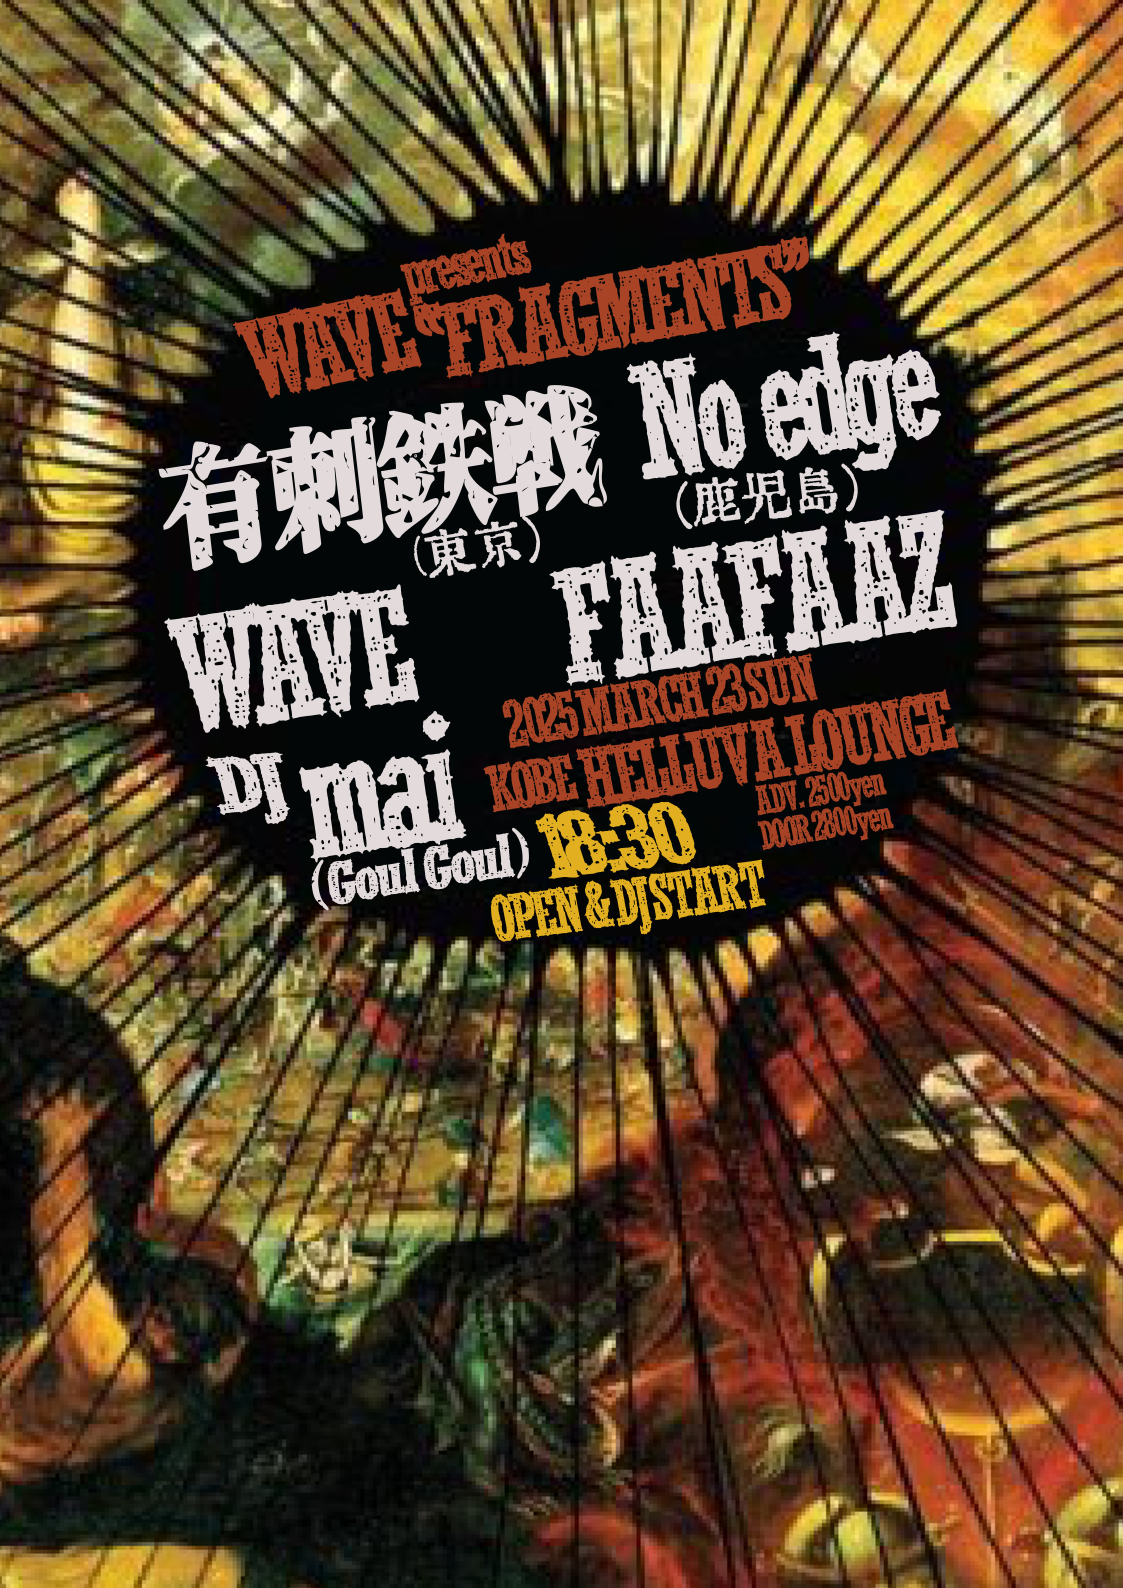 WAVE presents
“FRAGMENTS”
有刺鉄戦
(東京)
No edge
(鹿児島)
WAVE
FAAFAAZ
DJ mai
(Goul Goul)
2025 MARCH 23 SUN
KOBE HELLUVA LOUNGE
ADV. 2500yen
DOOR 2800yen
18:30
OPEN & DJ START